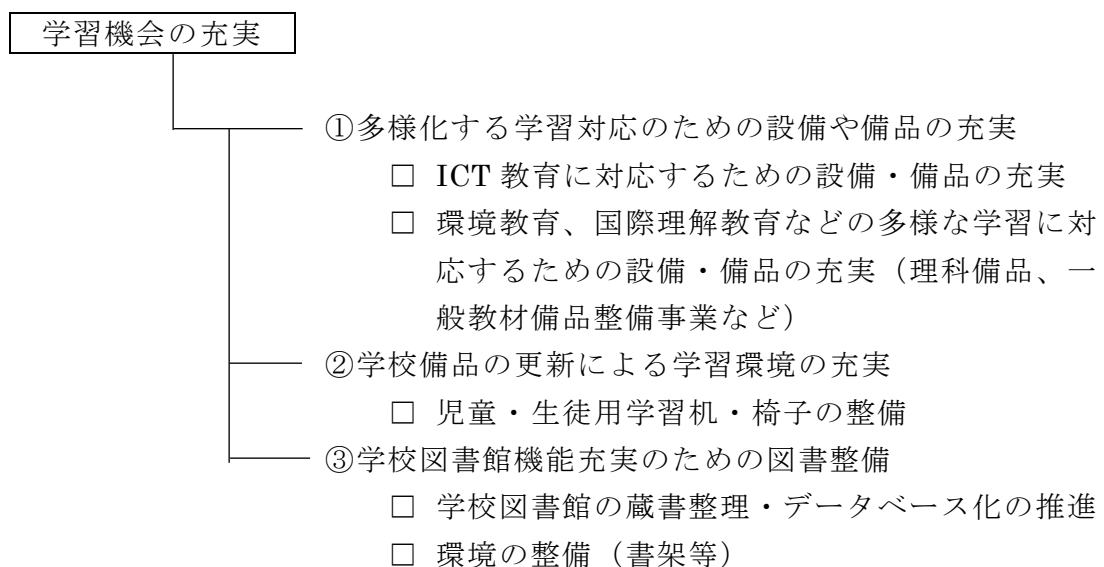 学習機会の充実
①多様化する学習対応のための設備や備品の充実
□ ICT 教育に対応するための設備・備品の充実
□ 環境教育、国際理解教育などの多様な学習に対
応するための設備・備品の充実（理科備品、一
般教材備品整備事業など）
②学校備品の更新による学習環境の充実
□ 児童・生徒用学習机・椅子の整備
③学校図書館機能充実のための図書整備
□ 学校図書館の蔵書整理・データベース化の推進
□ 環境の整備（書架等）